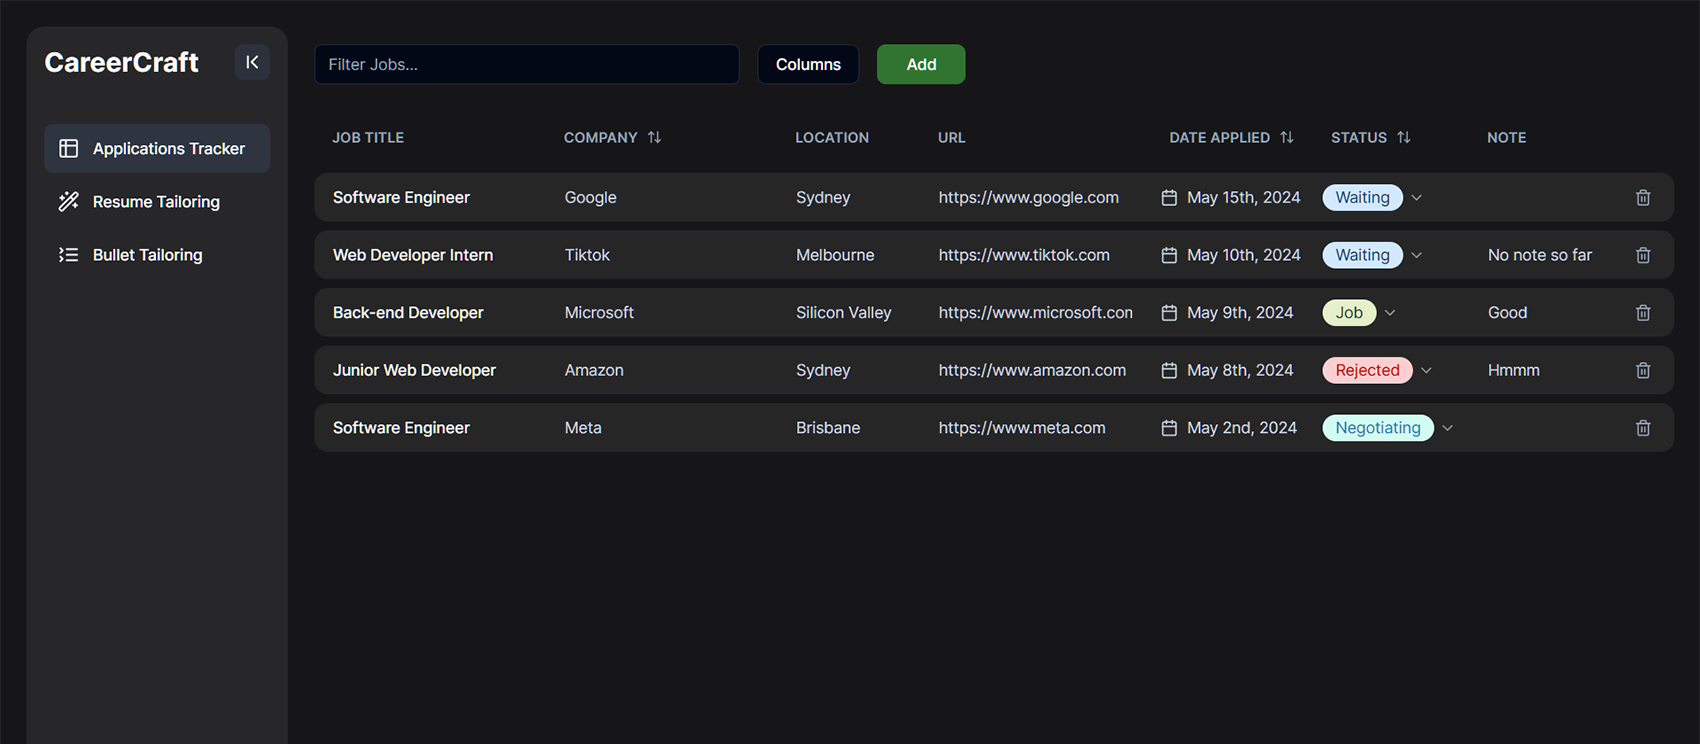 CareerCraft
Applications Tracker
Resume Tailoring
Bullet Tailoring
Filter Jobs...
Columns
Add
JOB TITLE COMPANY LOCATION URL DATE APPLIED STATUS NOTE
Software Engineer Google Sydney https://www.google.com May 15th, 2024 Waiting
Web Developer Intern Tiktok Melbourne https://www.tiktok.com May 10th, 2024 Waiting No note so far
Back-end Developer Microsoft Silicon Valley https://www.microsoft.con May 9th, 2024 Job Good
Junior Web Developer Amazon Sydney https://www.amazon.com May 8th, 2024 Rejected Hmmm
Software Engineer Meta Brisbane https://www.meta.com May 2nd, 2024 Negotiating